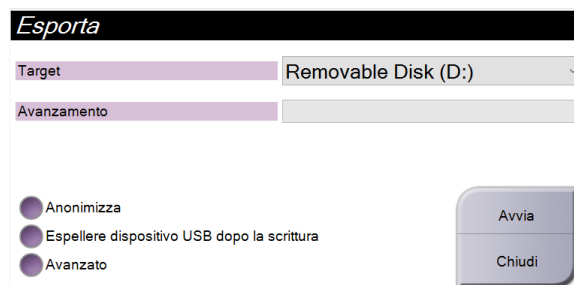 Esporta
Target Removable Disk (D:)
Avanzamento
Anonimizza
Espellere dispositivo USB dopo la scrittura
Avanzato
Avvia
Chiudi